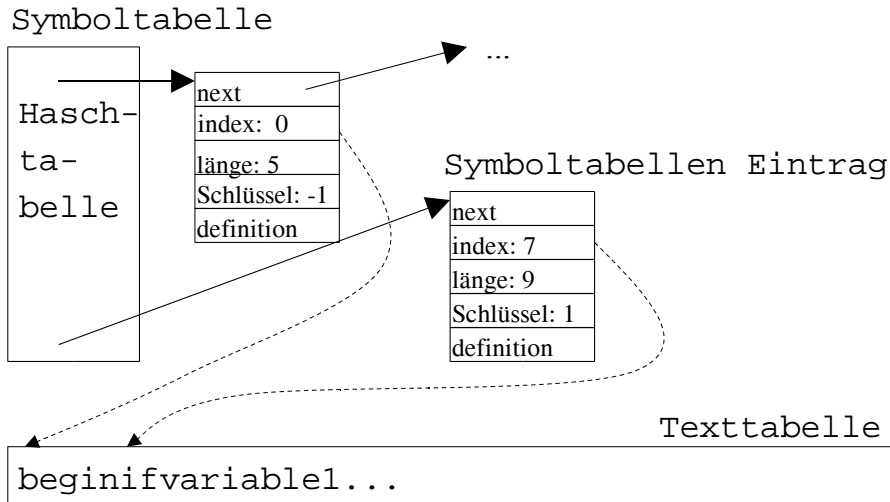 Symboltabelle
Hasch-
ta-
belle
next
index: 0
länge: 5
Schlüssel: -1
definition
...
Symboltabellen Eintrag
next
index: 7
länge: 9
Schlüssel: 1
definition
Texttabelle
beginifvariable1...